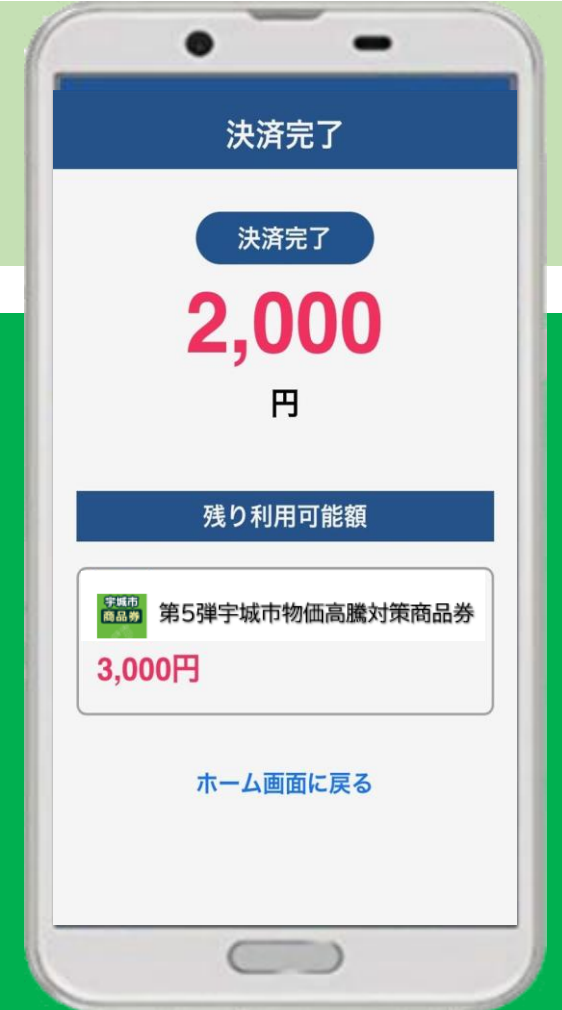 決済完了
決済完了
2,000
円
残り利用可能額
宇城市
商品券
第5弾宇城市物価高騰対策商品券
3,000円
ホーム画面に戻る